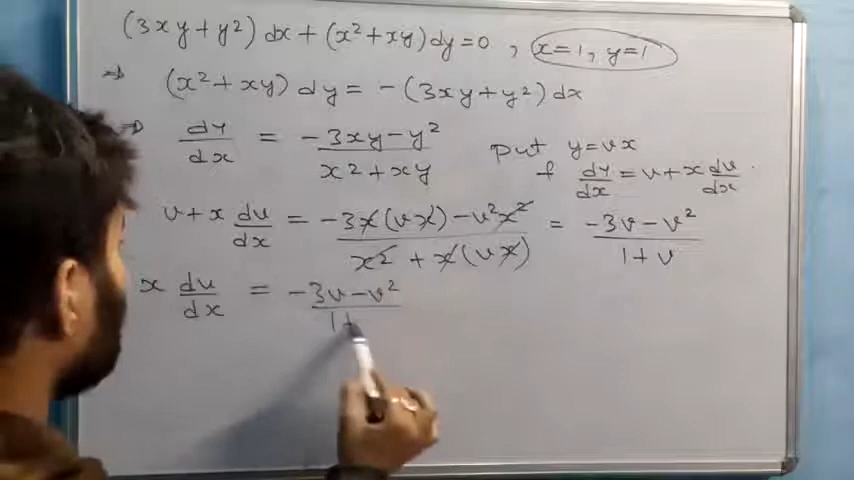 (3xy+y²) dx + (x²+xy) dy=0 , x=1, y=1
⇒ (x²+xy) dy = -(3xy+y²) dx
⇒ dy/dx = (-3xy-y²)/(x²+xy)
Put y=vx
f dy/dx = v+x dv/dx .
v+x dv/dx = (-3x(vx)-v²x²)/(x²+x(vx)) = (-3v-v²)/(1+v)
x dv/dx = (-3v-v²)/(1+